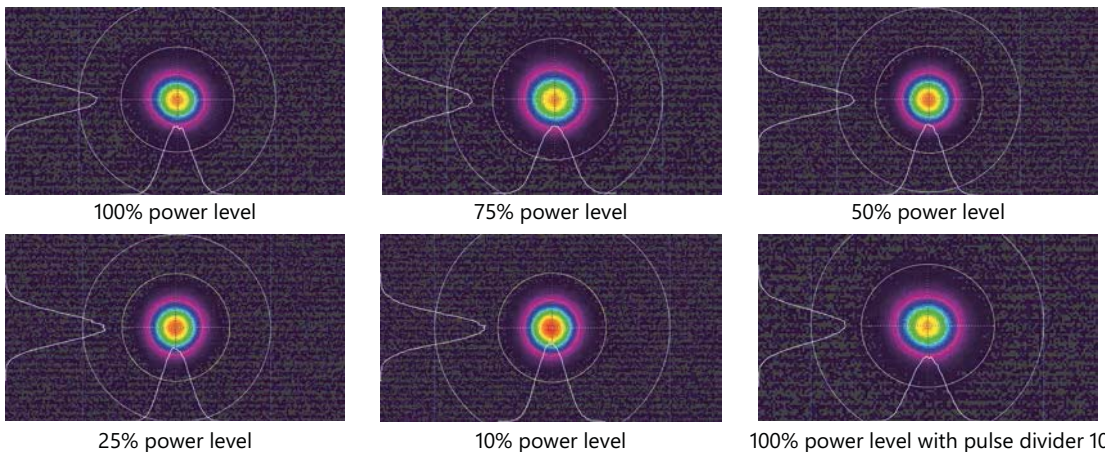 100% power level
75% power level
50% power level
25% power level
10% power level
100% power level with pulse divider 10